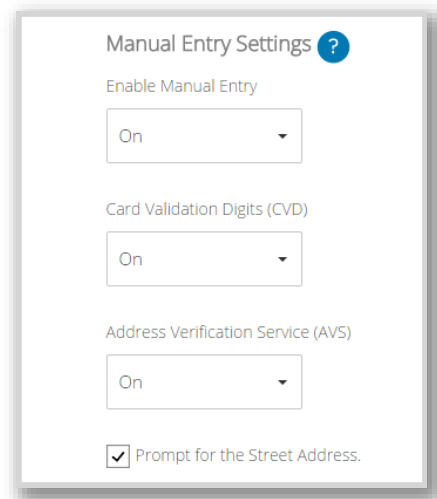 Manual Entry Settings ?
Enable Manual Entry
On
Card Validation Digits (CVD)
On
Address Verification Service (AVS)
On
Prompt for the Street Address.